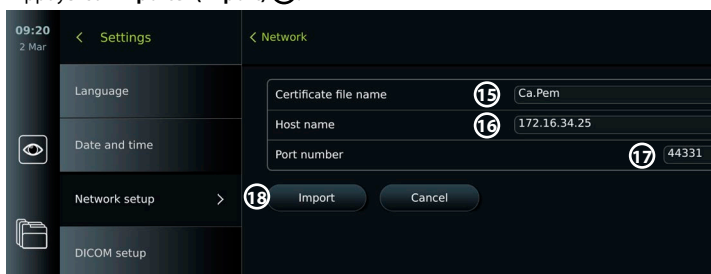 09:20
2 Mar
Settings
Network
Language
Date and time
Network setup
DICOM setup
Certificate file name 15 Ca.Pem
Host name 16 172.16.34.25
Port number 17 44331
18 Import Cancel